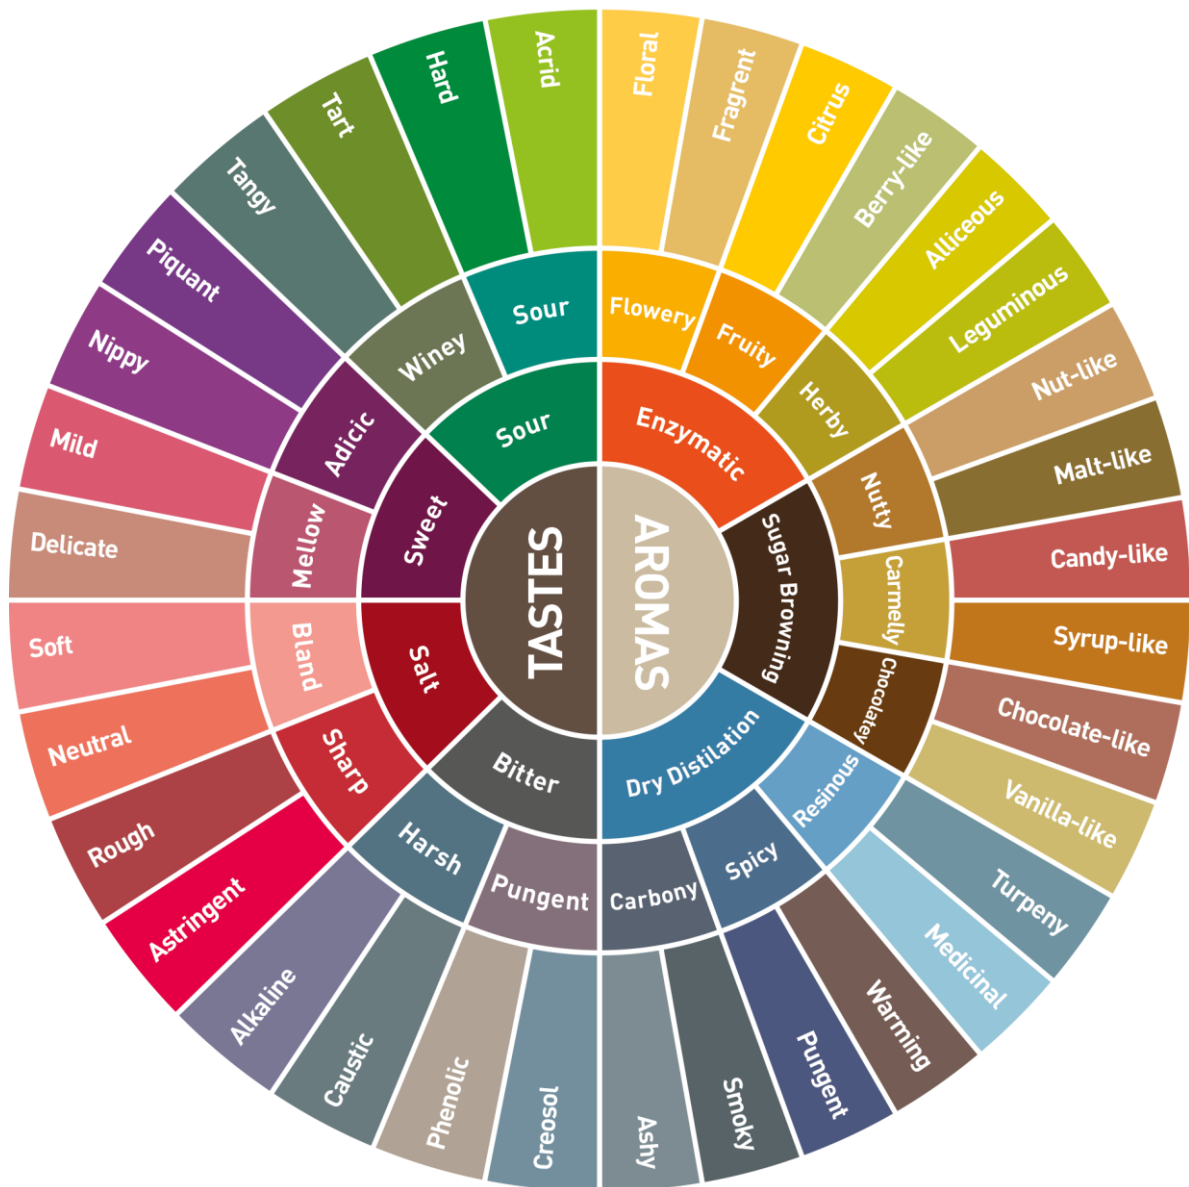 TASTES
AROMAS
Enzymatic
Sugar Browning
Dry Distilation
Bitter
Salt
Sweet
Sour
Flowery
Fruity
Herby
Nutty
Carmelly
Chocolatey
Resinous
Spicy
Carbony
Pungent
Harsh
Sharp
Bland
Mellow
Adicic
Winey
Sour
Floral
Fragrent
Citrus
Berry-like
Alliceous
Leguminous
Nut-like
Malt-like
Candy-like
Syrup-like
Chocolate-like
Vanilla-like
Turpeny
Medicinal
Warming
Pungent
Smoky
Ashy
Creosol
Phenolic
Caustic
Alkaline
Astringent
Rough
Neutral
Soft
Delicate
Mild
Nippy
Piquant
Tangy
Tart
Hard
Acrid